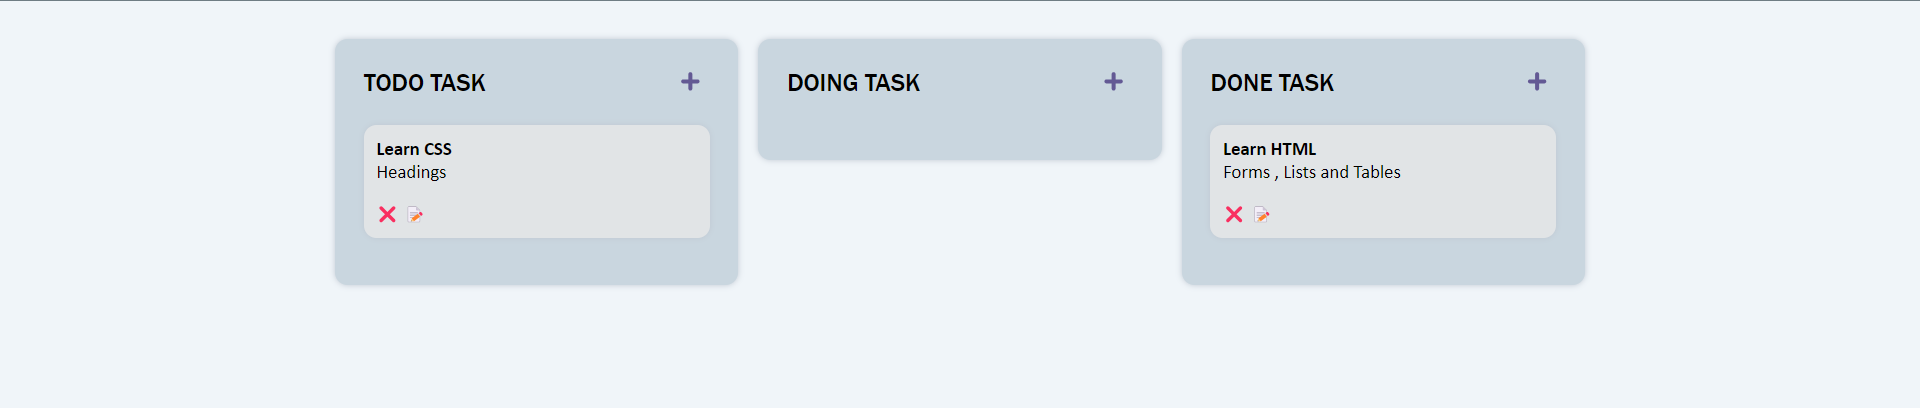 TODO TASK
Learn CSS
Headings
DOING TASK
DONE TASK
Learn HTML
Forms , Lists and Tables